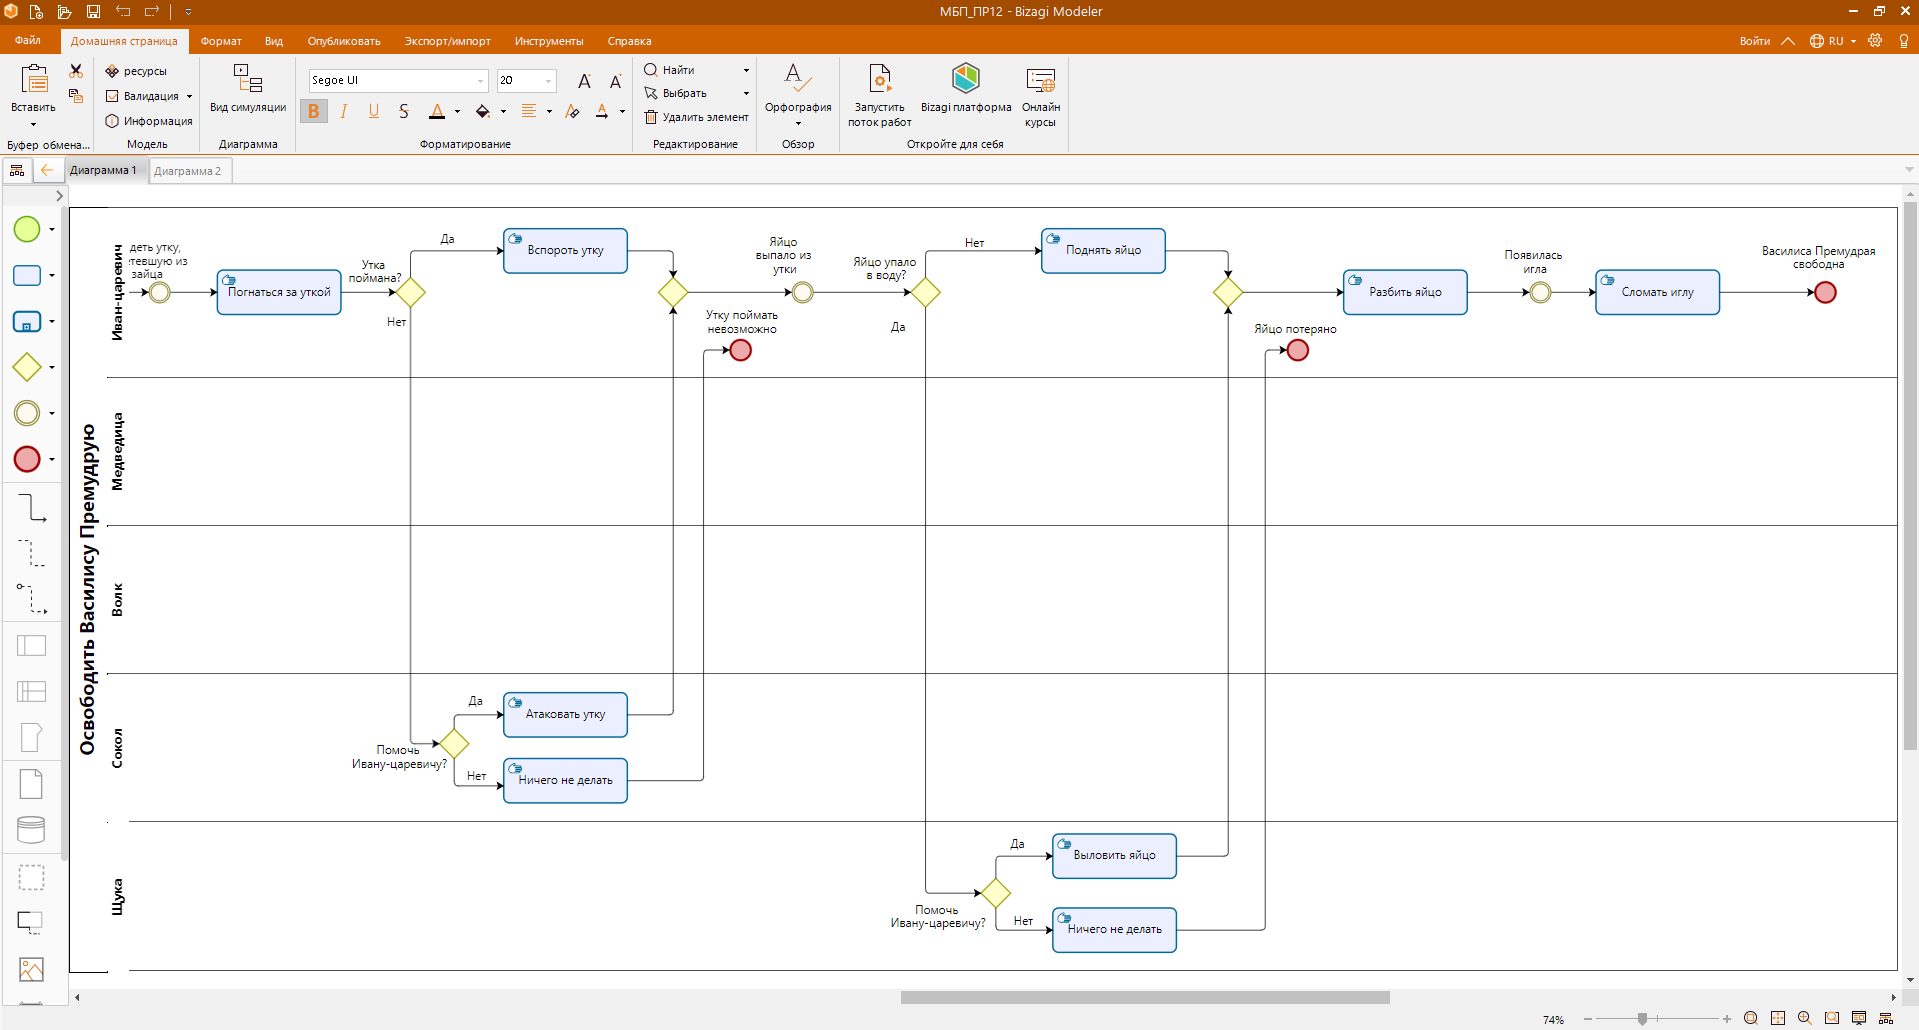 МБП_ПР12 - Bizagi Modeler
Файл
Домашняя страница
Формат
Вид
Опубликовать
Экспорт/импорт
Инструменты
Справка
Войти
RU
Вставить
Буфер обмена...
ресурсы
Валидация
Информация
Модель
Вид симуляции
Диаграмма
Segoe UI
20
B I U S
Форматирование
Найти
Выбрать
Удалить элемент
Редактирование
Орфография
Обзор
Запустить
поток работ
Bizagi платформа
Онлайн
курсы
Откройте для себя
Диаграмма 1
Диаграмма 2
Освободить Василису Премудрую
Иван-царевич
деть утку,
етевшую из
зайца
Погнаться за уткой
Утка
поймана?
Да
Нет
Вспороть утку
Утку поймать
невозможно
Яйцо
выпало из
утки
Яйцо упало
в воду?
Нет
Да
Поднять яйцо
Яйцо потеряно
Разбить яйцо
Появилась
игла
Сломать иглу
Василиса Премудрая
свободна
Медведица
Волк
Сокол
Помочь
Ивану-царевичу?
Да
Атаковать утку
Нет
Ничего не делать
Щука
Помочь
Ивану-царевичу?
Да
Выловить яйцо
Нет
Ничего не делать
74%